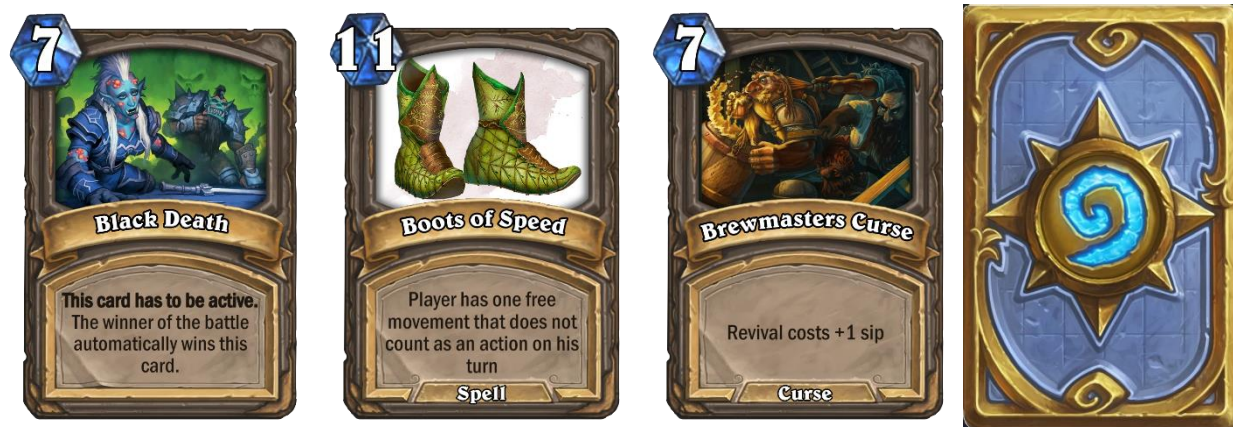 7
Black Death
This card has to be active.
The winner of the battle
automatically wins this
card.
11
Boots of Speed
Player has one free
movement that does not
count as an action on his
turn
Spell
7
Brewmasters Curse
Revival costs +1 sip
Curse